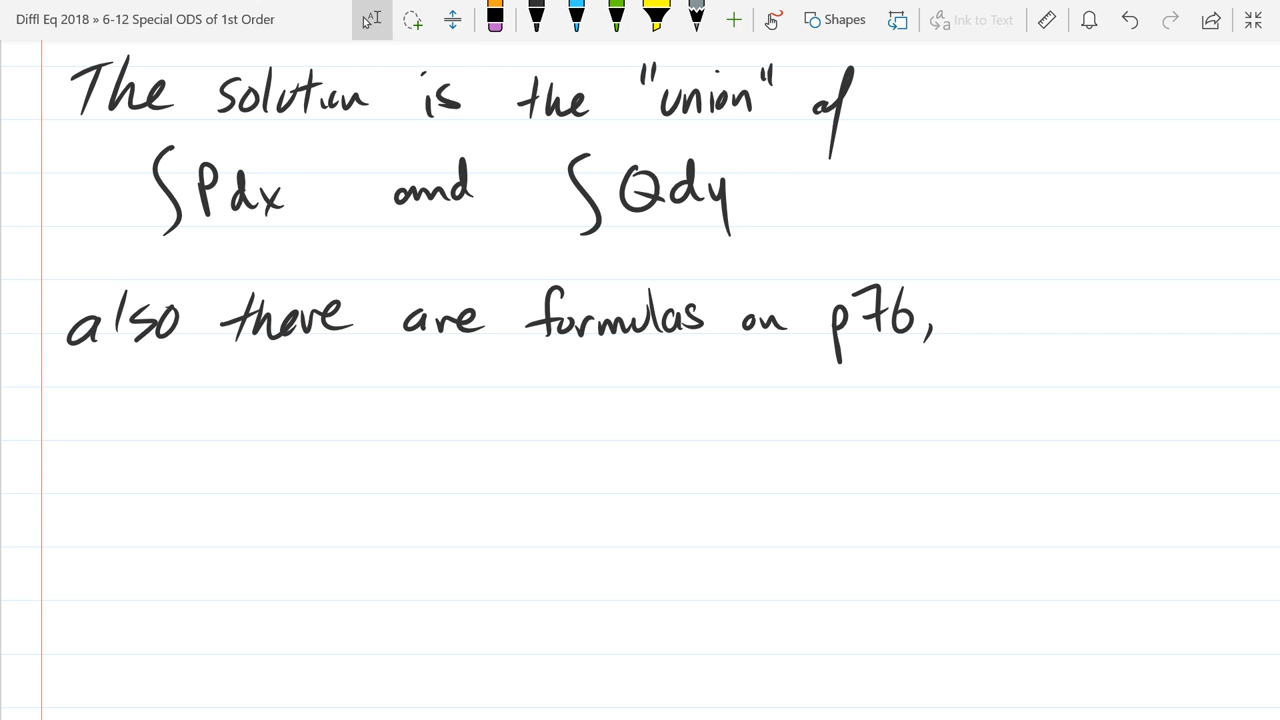 Diffl Eq 2018 » 6-12 Special ODS of 1st Order
Shapes
Ink to Text
The solution is the "union" of
∫Pdx and ∫Qdy
also there are formulas on p76,